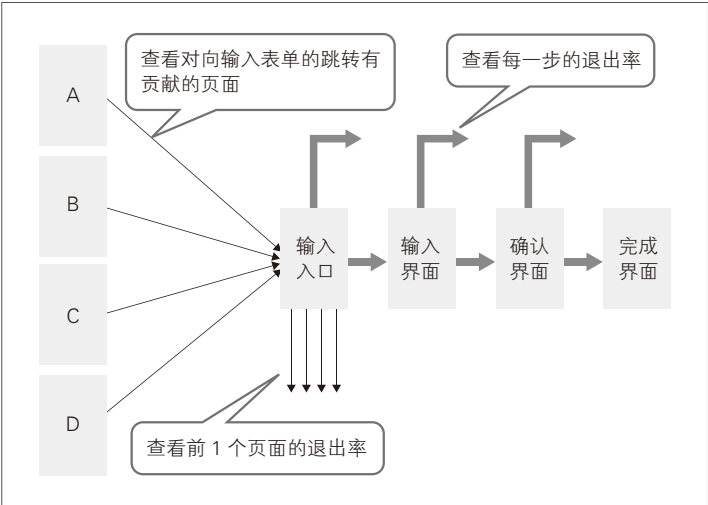 查看对向输入表单的跳转有
贡献的页面
查看每一步的退出率
A
B
C
D
输入
入口
输入
界面
确认
界面
完成
界面
查看前 1 个页面的退出率